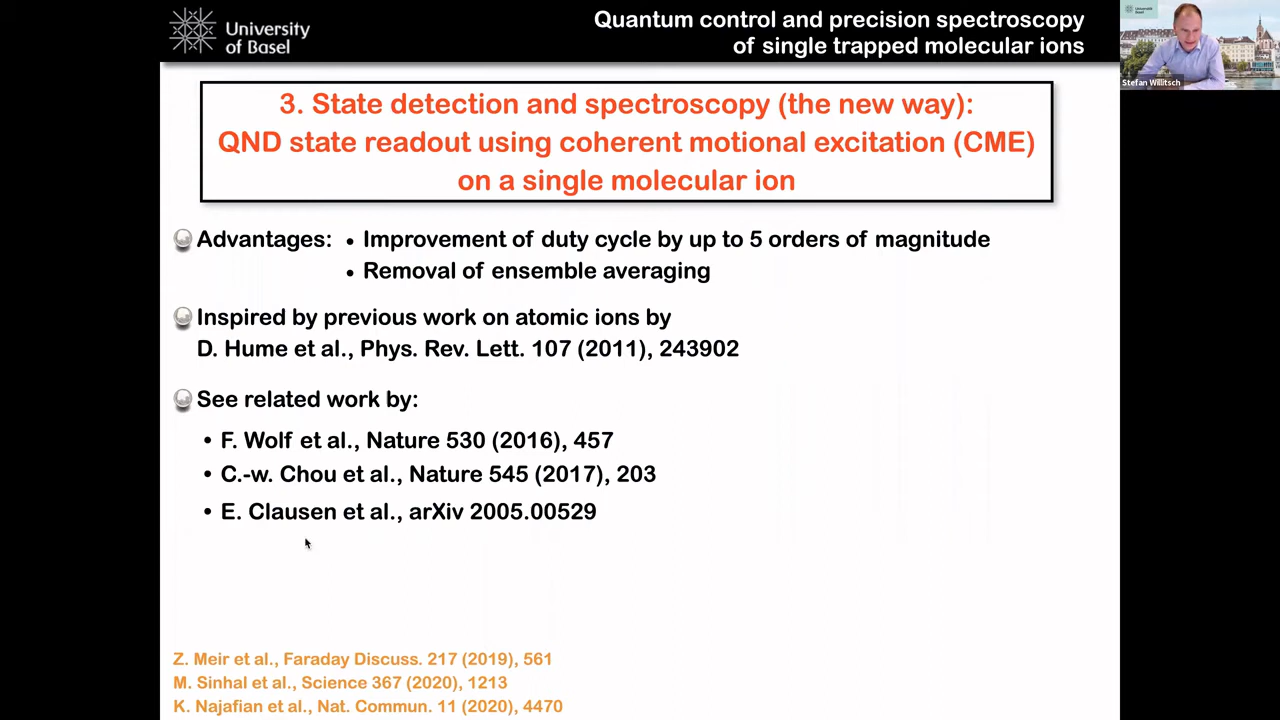 University
of Basel
Quantum control and precision spectroscopy
of single trapped molecular ions
Stefan Willitsch
3. State detection and spectroscopy (the new way):
QND state readout using coherent motional excitation (CME)
on a single molecular ion
Advantages: • Improvement of duty cycle by up to 5 orders of magnitude
• Removal of ensemble averaging
Inspired by previous work on atomic ions by
D. Hume et al., Phys. Rev. Lett. 107 (2011), 243902
See related work by:
• F. Wolf et al., Nature 530 (2016), 457
• C.-w. Chou et al., Nature 545 (2017), 203
• E. Clausen et al., arXiv 2005.00529
Z. Meir et al., Faraday Discuss. 217 (2019), 561
M. Sinhal et al., Science 367 (2020), 1213
K. Najafian et al., Nat. Commun. 11 (2020), 4470